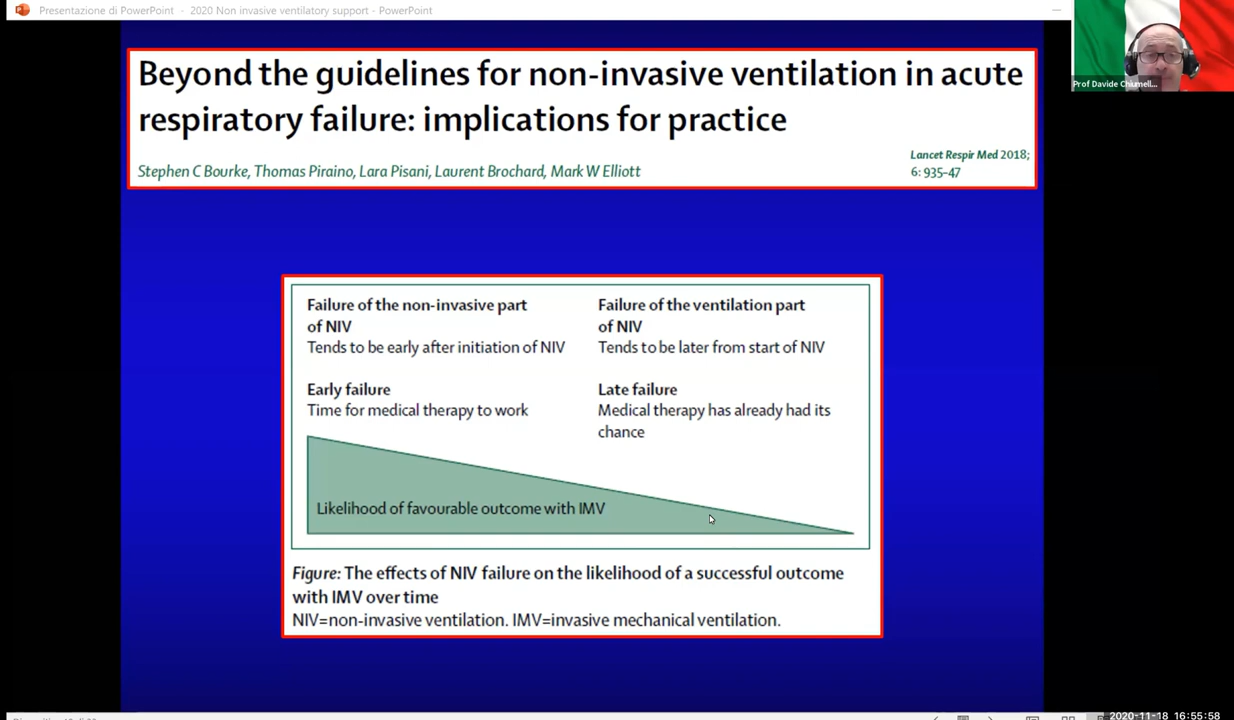 Presentazione di PowerPoint - 2020 Non invasive ventilatory support - PowerPoint
Prof Davide Chiumell...
Beyond the guidelines for non-invasive ventilation in acute
respiratory failure: implications for practice
Stephen C Bourke, Thomas Piraino, Lara Pisani, Laurent Brochard, Mark W Elliott
Lancet Respir Med 2018;
6: 935-47
Failure of the non-invasive part
of NIV
Tends to be early after initiation of NIV
Failure of the ventilation part
of NIV
Tends to be later from start of NIV
Early failure
Time for medical therapy to work
Late failure
Medical therapy has already had its
chance
Likelihood of favourable outcome with IMV
Figure: The effects of NIV failure on the likelihood of a successful outcome
with IMV over time
NIV=non-invasive ventilation. IMV=invasive mechanical ventilation.
2020-11-18 16:55:58